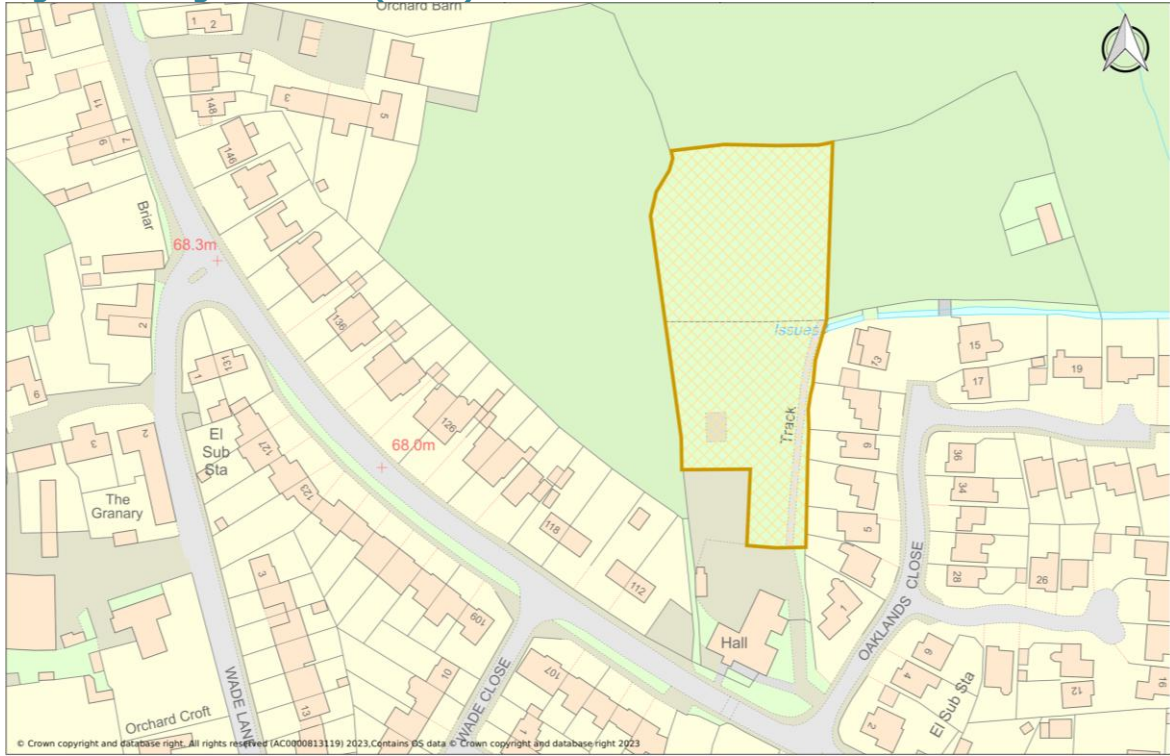 Orchard Barn
1
2
148
3
5
146
11
7
9
Briar
68.3m
2
136
Issues
13
15
17
19
131
1
6
3
2
El
Sub
Sta
127
126
68.0m
Track
9
36
34
The
Granary
123
118
5
28
26
OAKLANDS CLOSE
3
112
1
109
Hall
6
4
WADE LANE
10
WADE CLOSE
107
El Sub Sta
12
16
13
Orchard Croft
1
2
© Crown copyright and database right. All rights reserved (AC0000813119) 2023,Contains OS data © Crown copyright and database right 2023